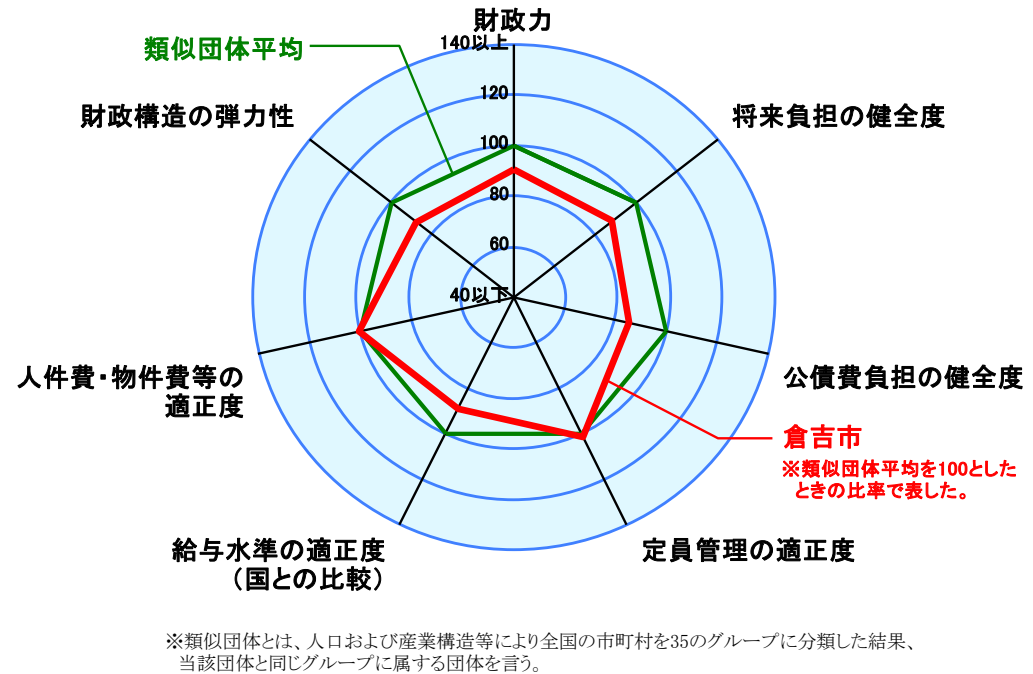 財政力
140以上
類似団体平均
120
財政構造の弾力性
将来負担の健全度
100
80
60
40以下
人件費・物件費等の
適正度
公債費負担の健全度
倉吉市
※類似団体平均を100とした
ときの比率で表した。
給与水準の適正度
（国との比較）
定員管理の適正度
※類似団体とは、人口および産業構造等により全国の市町村を35のグループに分類した結果、
当該団体と同じグループに属する団体を言う。